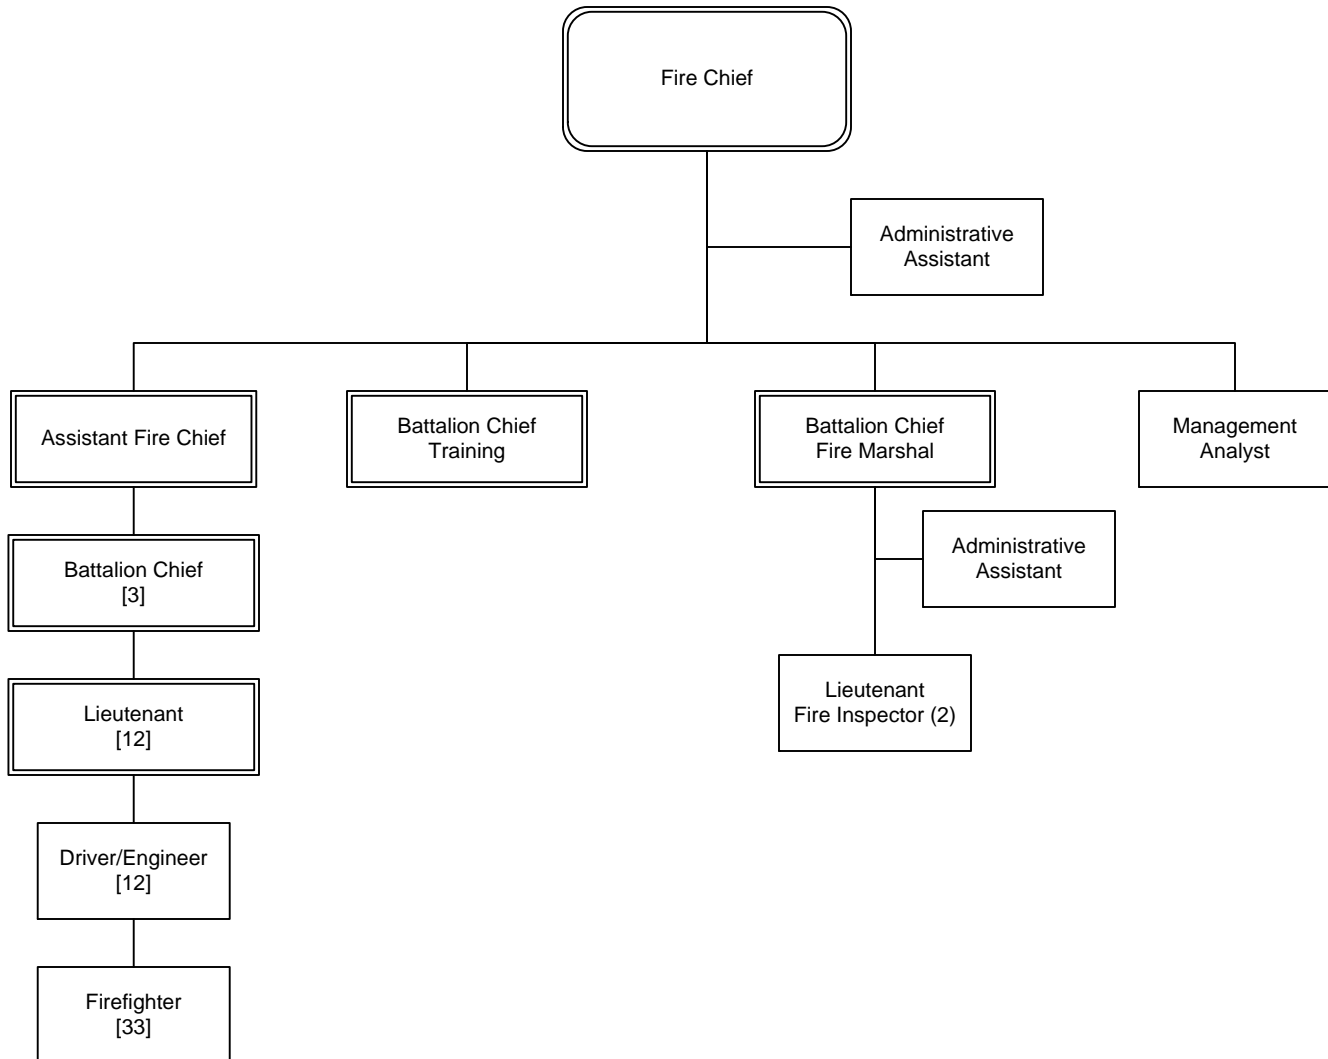 Fire Chief
Administrative
Assistant
Assistant Fire Chief
Battalion Chief
Training
Battalion Chief
Fire Marshal
Management
Analyst
Battalion Chief
[3]
Administrative
Assistant
Lieutenant
[12]
Lieutenant
Fire Inspector (2)
Driver/Engineer
[12]
Firefighter
[33]